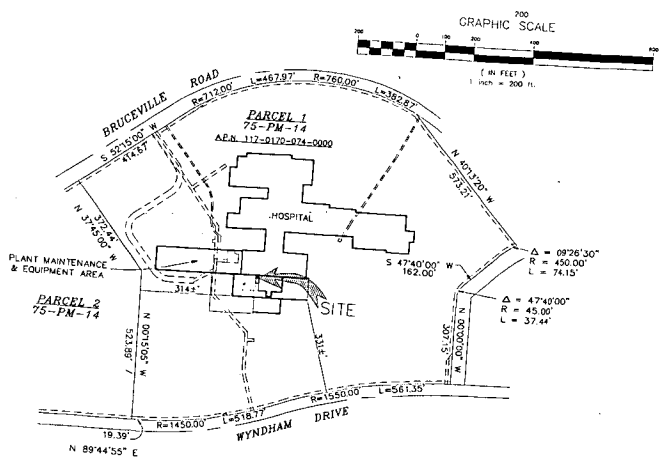 200
GRAPHIC SCALE
200 0 100 200 400 800
( IN FEET )
1 inch = 200 ft.
BRUCEVILLE ROAD
R=712.00' L=467.97' R=760.00' L=382.87'
S 52°15'00" W
414.67'
PARCEL 1
75-PM-14
A.P.N. 117-0170-074-0000
N 40°13'20" W
573.21'
HOSPITAL
372.44'
N 37°45'00" W
S 47°40'00" W
162.00'
Δ = 09°26'30"
R = 450.00'
L = 74.15'
PLANT MAINTENANCE
& EQUIPMENT AREA
314±
SITE
Δ = 47°40'00"
R = 45.00'
L = 37.44'
PARCEL 2
75-PM-14
N 00°15'05" W
523.89'
331±
N 00°00'00" W
307.15'
19.39'
R=1450.00' L=518.77' R=1550.00' L=561.35'
WYNDHAM DRIVE
N 89°44'55" E